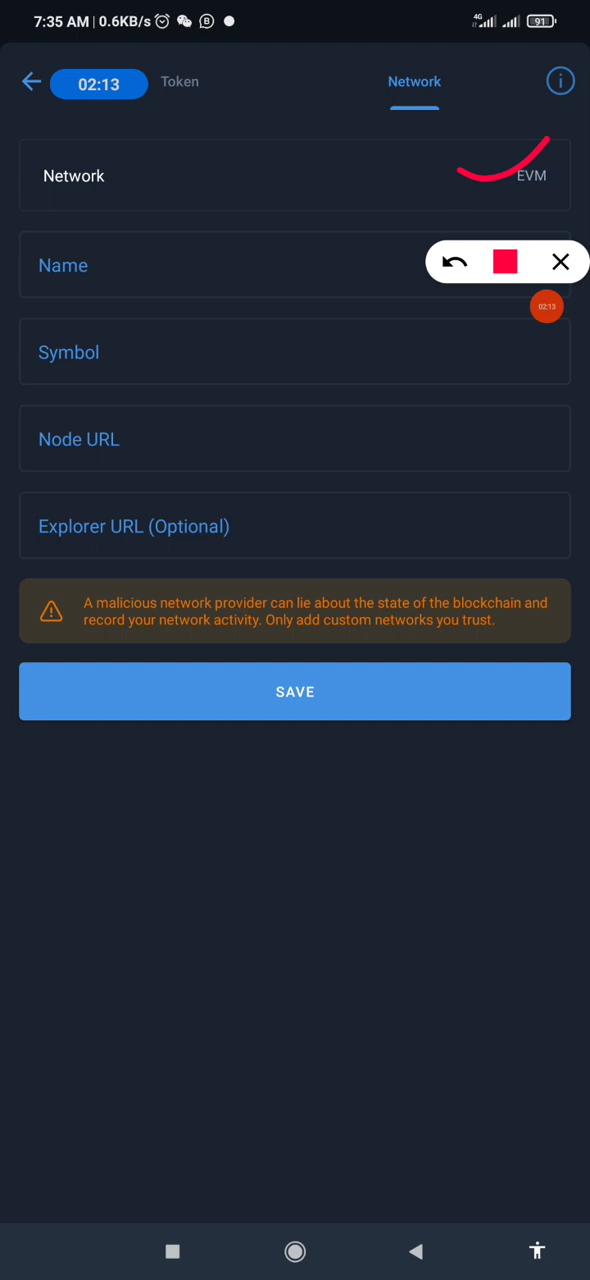 7:35 AM | 0.6KB/s 4G 91
02:13 Token Network
Network EVM
Name
02:13
Symbol
Node URL
Explorer URL (Optional)
A malicious network provider can lie about the state of the blockchain and
record your network activity. Only add custom networks you trust.
SAVE